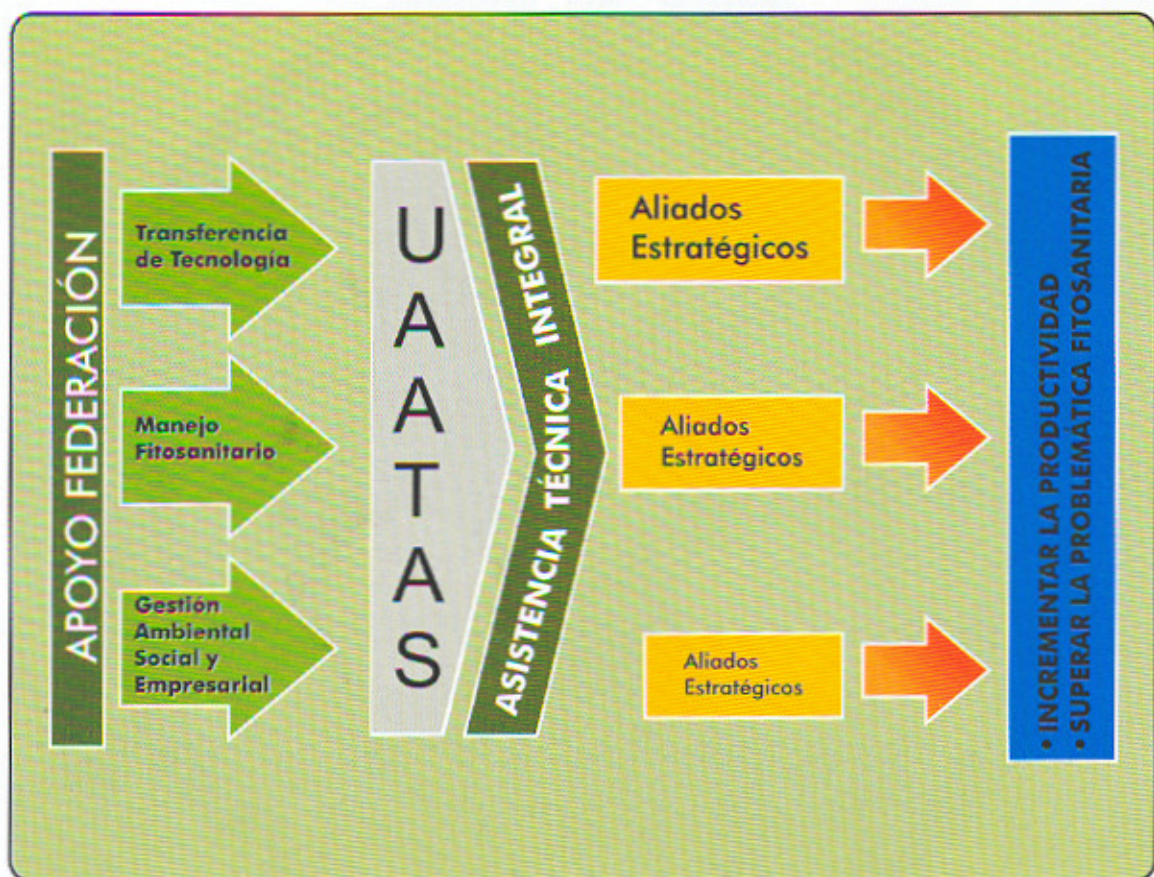 APOYO FEDERACIÓN
Transferencia
de Tecnología
Manejo
Fitosanitario
Gestión
Ambiental
Social y
Empresarial
UAATAS
ASISTENCIA TÉCNICA INTEGRAL
Aliados
Estratégicos
Aliados
Estratégicos
Aliados
Estratégicos
• INCREMENTAR LA PRODUCTIVIDAD
• SUPERAR LA PROBLEMÁTICA FITOSANITARIA